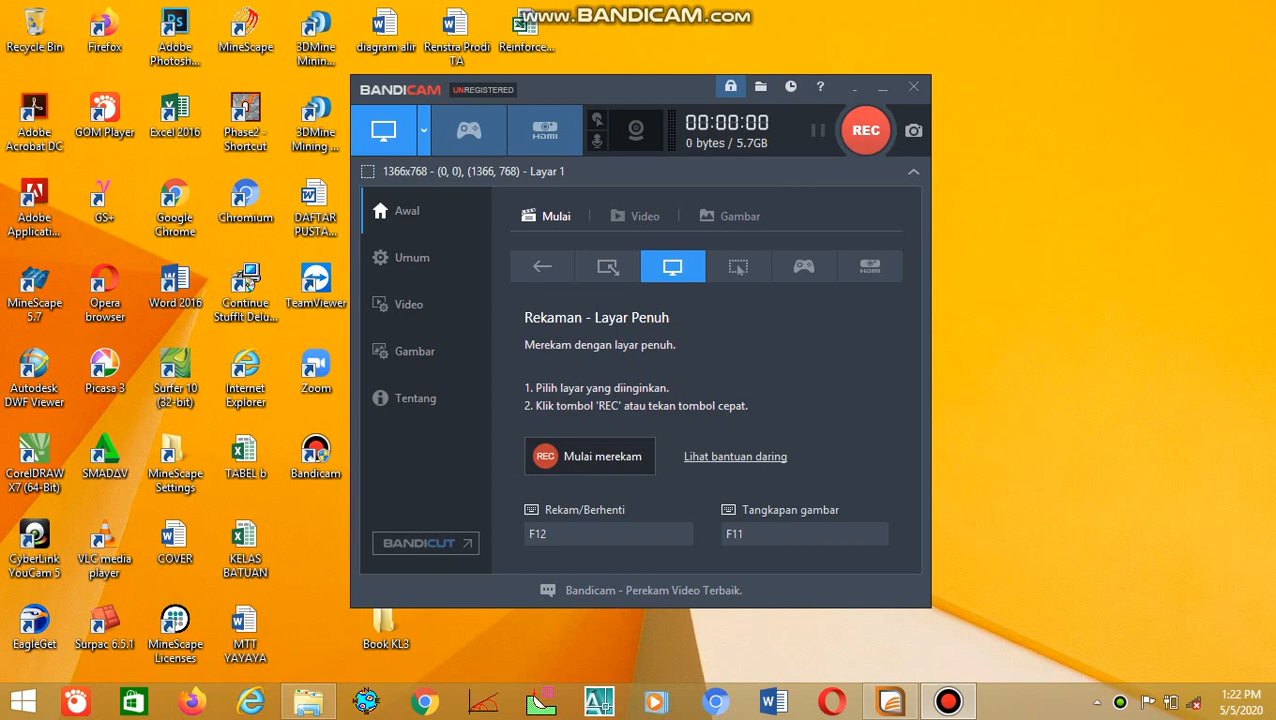 www.BANDICAM.com
Recycle Bin
Firefox
Adobe Photosh...
MineScape
3DMine Mining ...
diagram alir
Renstra Prodi TA
Reinforce...
Adobe Acrobat DC
GOM Player
Excel 2016
Phase2 - Shortcut
3DMine Mining ...
Adobe Applicati...
GS+
Google Chrome
Chromium
DAFTAR PUSTA...
MineScape 5.7
Opera browser
Word 2016
Continue StuffIt Delu...
TeamViewer
Autodesk DWF Viewer
Picasa 3
Surfer 10 (32-bit)
Internet Explorer
Zoom
CorelDRAW X7 (64-Bit)
SMADΔV
MineScape Settings
TABEL b
Bandicam
CyberLink YouCam 5
VLC media player
COVER
KELAS BATUAN
EagleGet
Surpac 6.5.1
MineScape Licenses
MTT YAYAYA
Book KL3
BANDICAM UNREGISTERED
HDMI
00:00:00
0 bytes / 5.7GB
REC
1366x768 - (0, 0), (1366, 768) - Layar 1
Awal
Umum
Video
Gambar
Tentang
BANDICUT
Mulai
Video
Gambar
HDMI
Rekaman - Layar Penuh
Merekam dengan layar penuh.
1. Pilih layar yang diinginkan.
2. Klik tombol 'REC' atau tekan tombol cepat.
REC Mulai merekam
Lihat bantuan daring
Rekam/Berhenti
Tangkapan gambar
F12
F11
Bandicam - Perekam Video Terbaik.
1:22 PM
5/5/2020